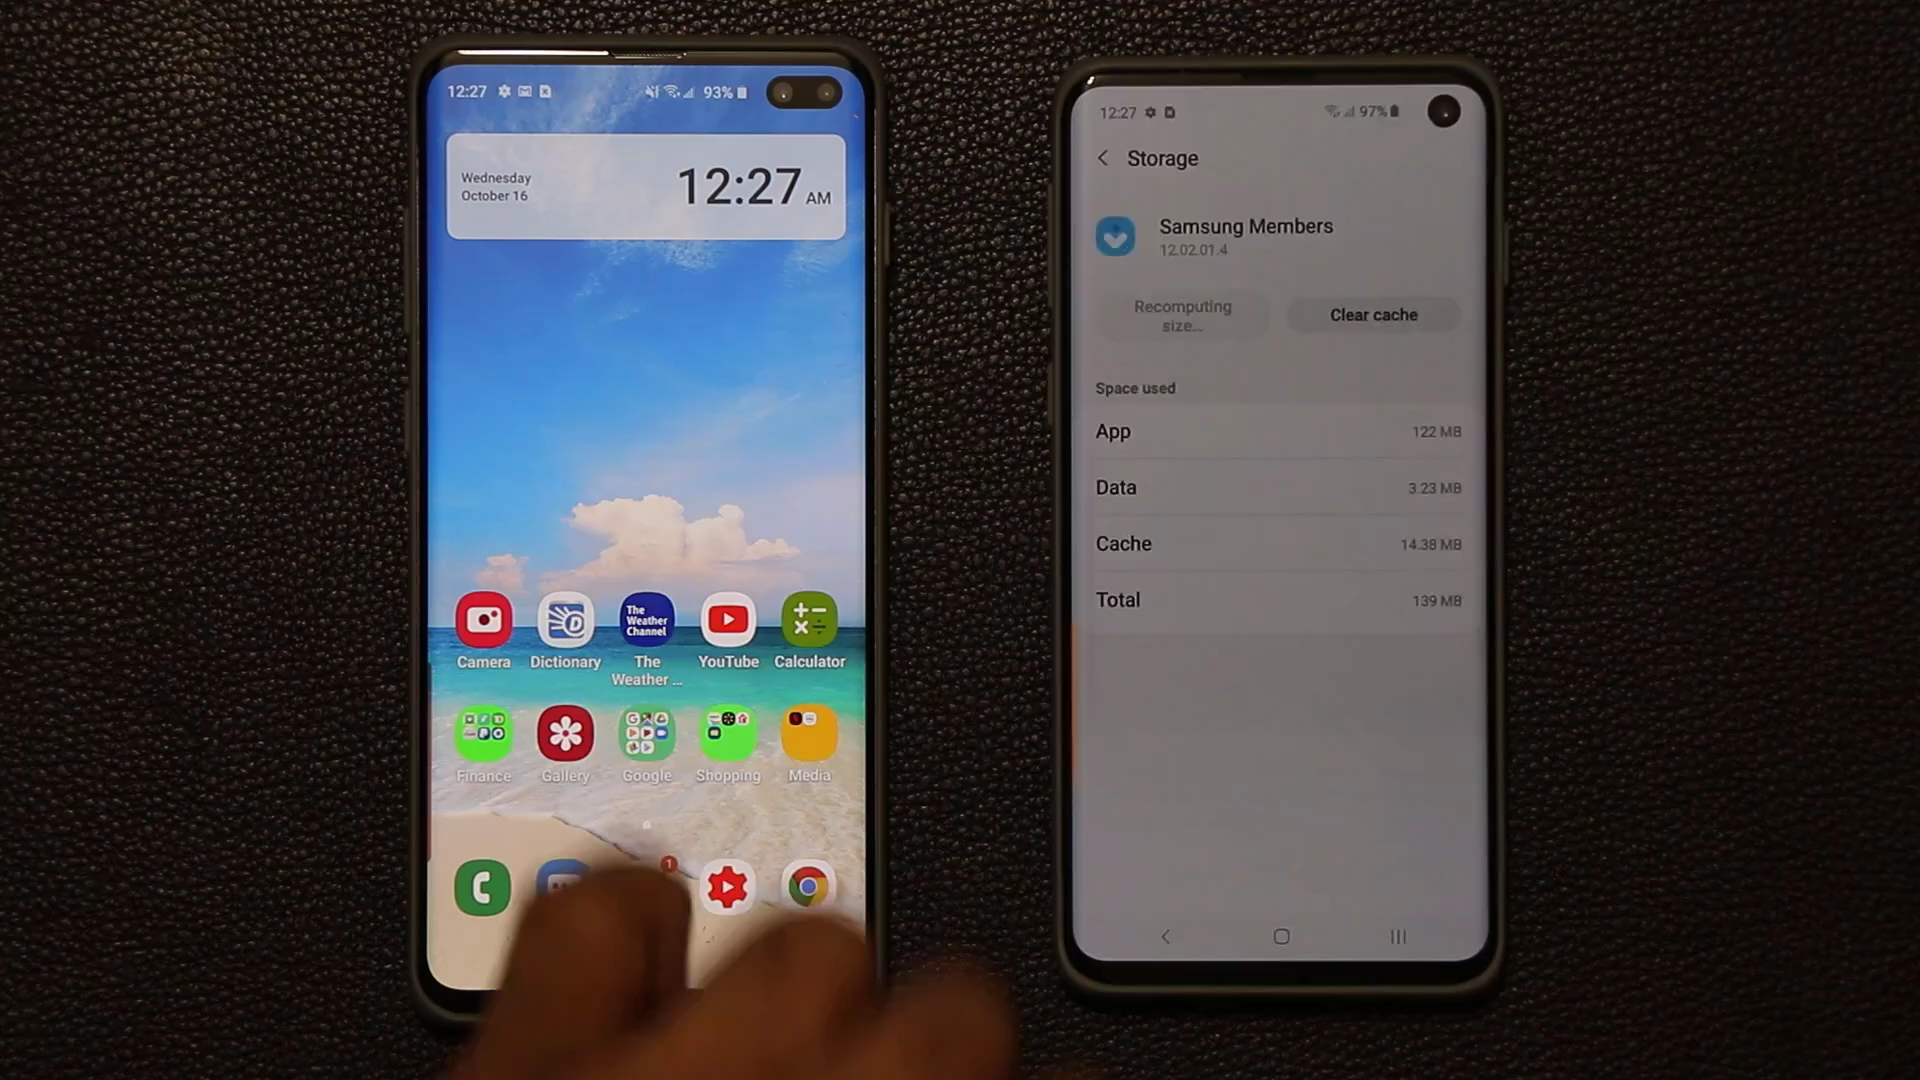 12:27
93%
Wednesday
October 16
12:27 AM
The
Weather
Channel
Camera
Dictionary
The
Weather ...
YouTube
Calculator
Finance
Gallery
Google
Shopping
Media
1
12:27
97%
Storage
Samsung Members
12.02.01.4
Recomputing
size...
Clear cache
Space used
App
122 MB
Data
3.23 MB
Cache
14.38 MB
Total
139 MB